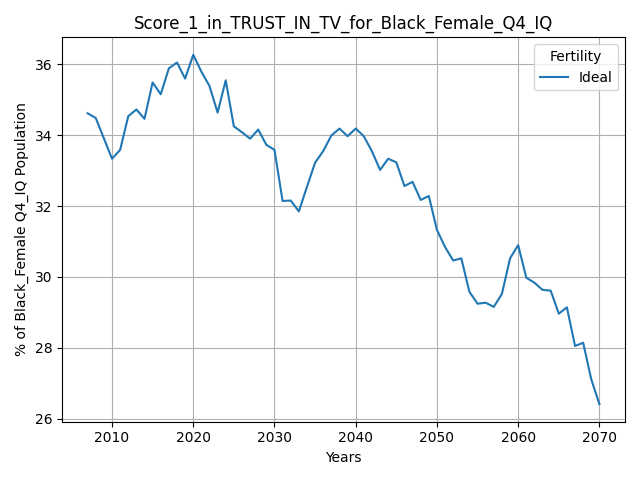 Score_1_in_TRUST_IN_TV_for_Black_Female_Q4_IQ
Fertility
Ideal
% of Black_Female Q4_IQ Population
36
34
32
30
28
26
2010
2020
2030
2040
2050
2060
2070
Years